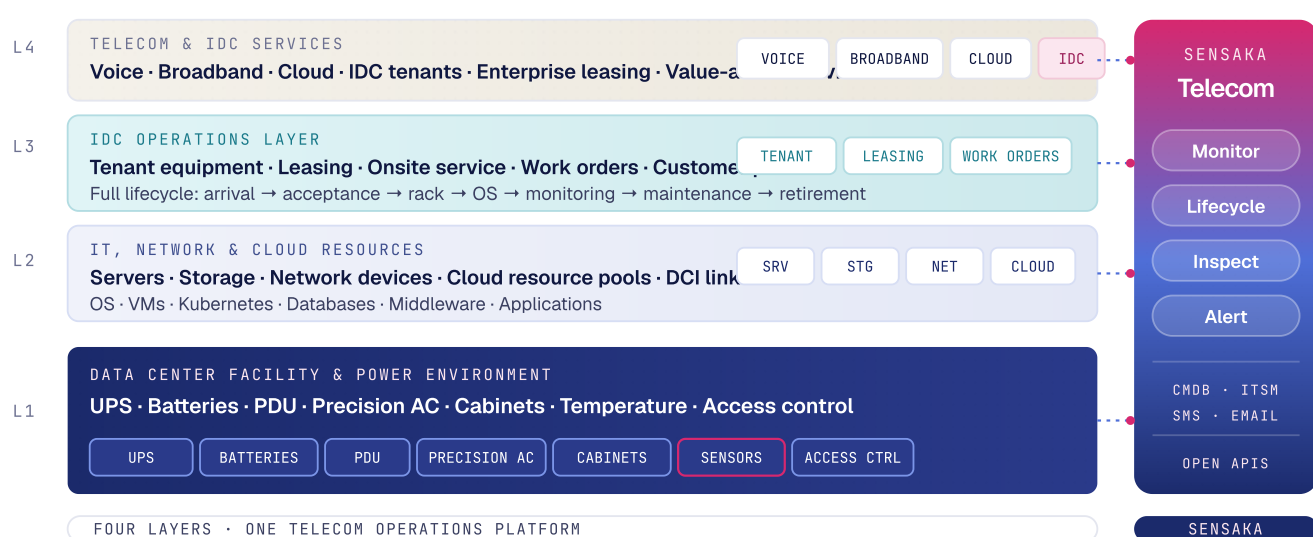 L4
TELECOM & IDC SERVICES
Voice · Broadband · Cloud · IDC tenants · Enterprise leasing ·
VOICE
BROADBAND
CLOUD
IDC
L3
IDC OPERATIONS LAYER
Tenant equipment · Leasing · Onsite service · Work orders ·
Full lifecycle: arrival → acceptance → rack → OS → monitoring → maintenance → retirement
TENANT
LEASING
WORK ORDERS
L2
IT, NETWORK & CLOUD RESOURCES
Servers · Storage · Network devices · Cloud resource pools · DCI link
OS · VMs · Kubernetes · Databases · Middleware · Applications
SRV
STG
NET
CLOUD
L1
DATA CENTER FACILITY & POWER ENVIRONMENT
UPS · Batteries · PDU · Precision AC · Cabinets · Temperature · Access control
UPS
BATTERIES
PDU
PRECISION AC
CABINETS
SENSORS
ACCESS CTRL
FOUR LAYERS · ONE TELECOM OPERATIONS PLATFORM
SENSAKA
Telecom
Monitor
Lifecycle
Inspect
Alert
CMDB · ITSM
SMS · EMAIL
OPEN APIS
SENSAKA